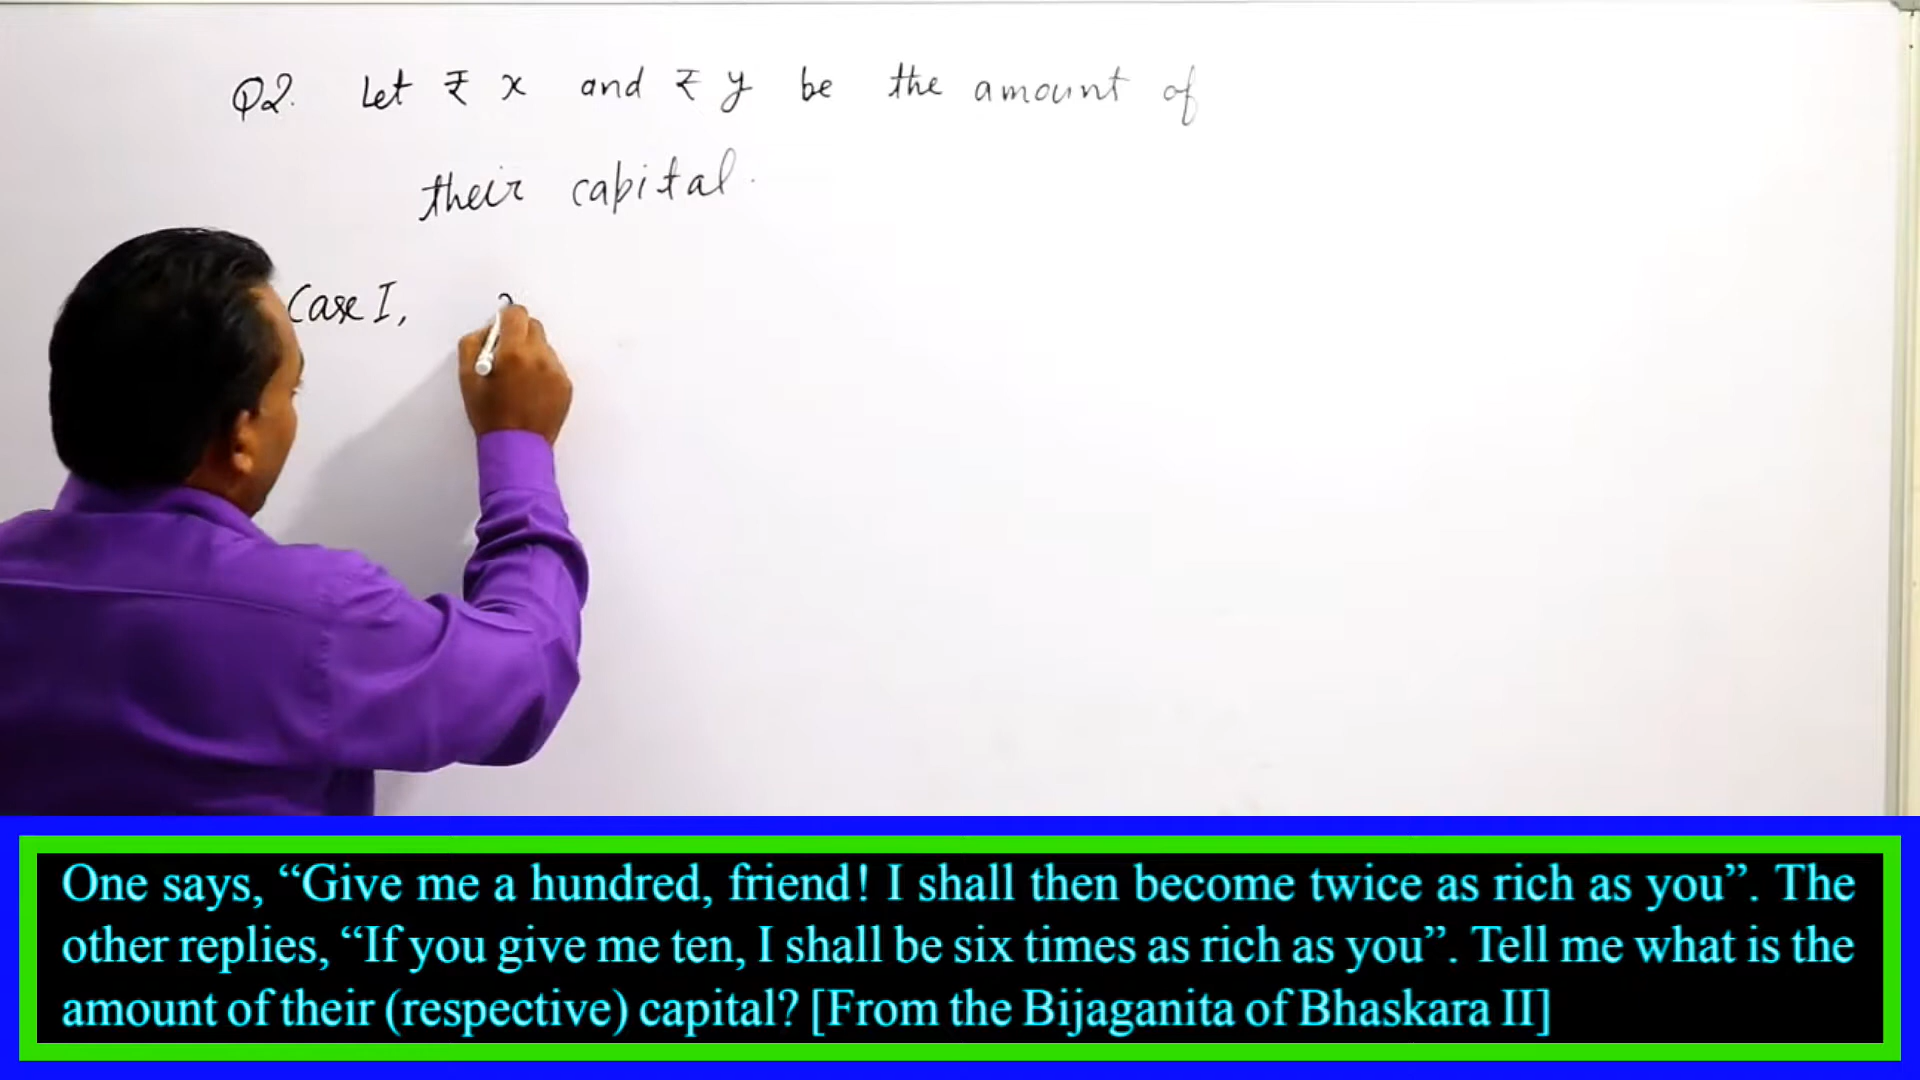 Q2. Let ₹ x and ₹ y be the amount of
their capital.
Case I,
One says, “Give me a hundred, friend! I shall then become twice as rich as you”. The
other replies, “If you give me ten, I shall be six times as rich as you”. Tell me what is the
amount of their (respective) capital? [From the Bijaganita of Bhaskara II]